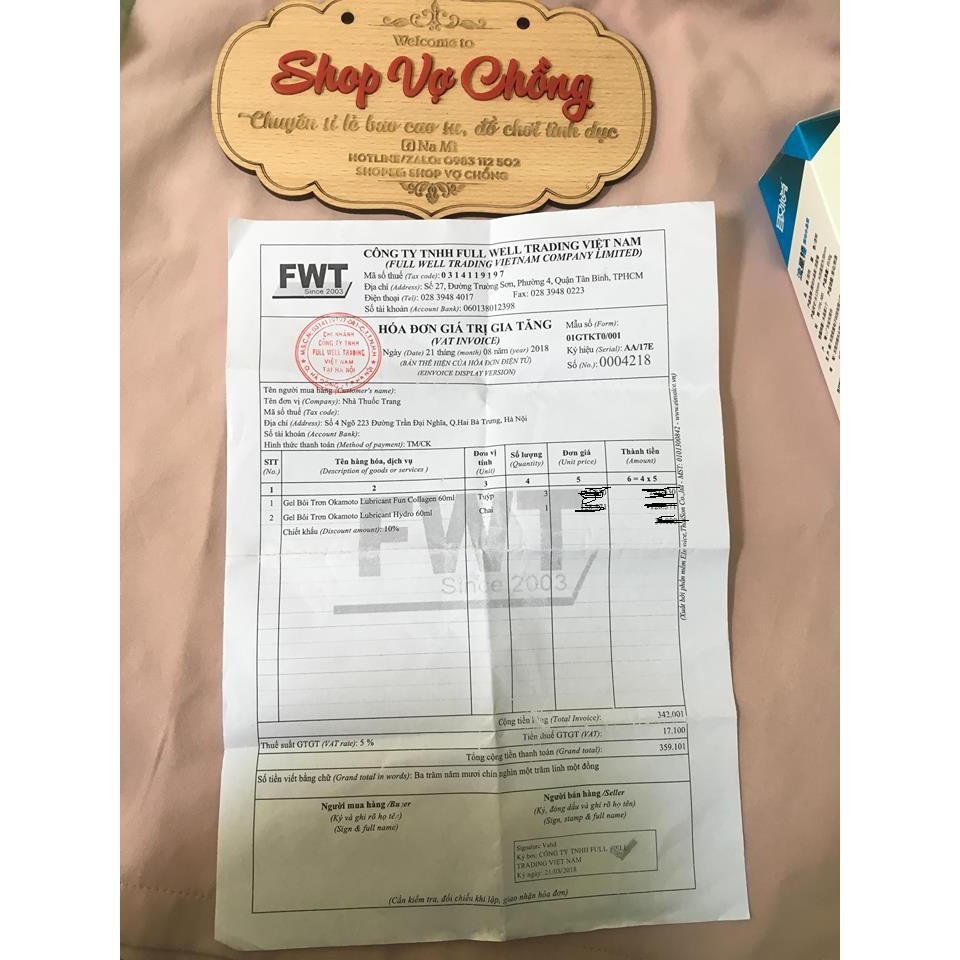 Welcome to
Shop Vợ Chồng
Chuyên sỉ lẻ bao cao su, đồ chơi tình dục
Na Mi
HOTLINE/ZALO: 0983 112 502
SHOPEE: SHOP VỢ CHỒNG
CÔNG TY TNHH FULL WELL TRADING VIỆT NAM
(FULL WELL TRADING VIETNAM COMPANY LIMITED)
FWT
Since 2003
Mã số thuế (Tax code): 0314119197
Địa chỉ (Address): Số 27, Đường Trường Sơn, Phường 4, Quận Tân Bình, TPHCM
Điện thoại (Tel): 028 3948 4017 Fax: 028 3948 0223
Số tài khoản (Account Bank): 060138012398
HÓA ĐƠN GIÁ TRỊ GIA TĂNG
(VAT INVOICE)
Ngày (Date) 21 tháng (month) 08 năm (year) 2018
(BẢN THỂ HIỆN CỦA HÓA ĐƠN ĐIỆN TỬ)
(EINVOICE DISPLAY VERSION)
Mẫu số (Form):
01GTKT0/001
Ký hiệu (Serial): AA/17E
Số (No.): 0004218
CHI NHÁNH
CÔNG TY TNHH
FULL WELL TRADING
VIỆT NAM
TẠI HÀ NỘI
Tên người mua hàng (Customer's name):
Tên đơn vị (Company): Nhà Thuốc Trang
Mã số thuế (Tax code):
Địa chỉ (Address): Số 4 Ngõ 223 Đường Trần Đại Nghĩa, Q.Hai Bà Trưng, Hà Nội
Số tài khoản (Account Bank):
Hình thức thanh toán (Method of payment): TM/CK
STT (No.) Tên hàng hóa, dịch vụ (Description of goods or services ) Đơn vị tính (Unit) Số lượng (Quantity) Đơn giá (Unit price) Thành tiền (Amount)
1 2 3 4 5 6 = 4 x 5
1 Gel Bôi Trơn Okamoto Lubricant Fun Collagen 60ml Tuýp 3
2 Gel Bôi Trơn Okamoto Lubricant Hydro 60ml Chai 1
Chiết khấu (Discount amount): 10%
FWT
Since 2003
Cộng tiền hàng (Total Invoice): 342.001
Thuế suất GTGT (VAT rate): 5 % Tiền thuế GTGT (VAT): 17.100
Tổng cộng tiền thanh toán (Grand total): 359.101
Số tiền viết bằng chữ (Grand total in words): Ba trăm năm mươi chín nghìn một trăm linh một đồng
Người mua hàng /Buyer
(Ký và ghi rõ họ tên)
(Sign & full name)
Người bán hàng /Seller
(Ký, đóng dấu và ghi rõ họ tên)
(Sign, stamp & full name)
Signature Valid
Ký bởi: CÔNG TY TNHH FULL WELL
TRADING VIỆT NAM
Ký ngày: 21/08/2018
(Cần kiểm tra, đối chiếu khi lập, giao nhận hóa đơn)